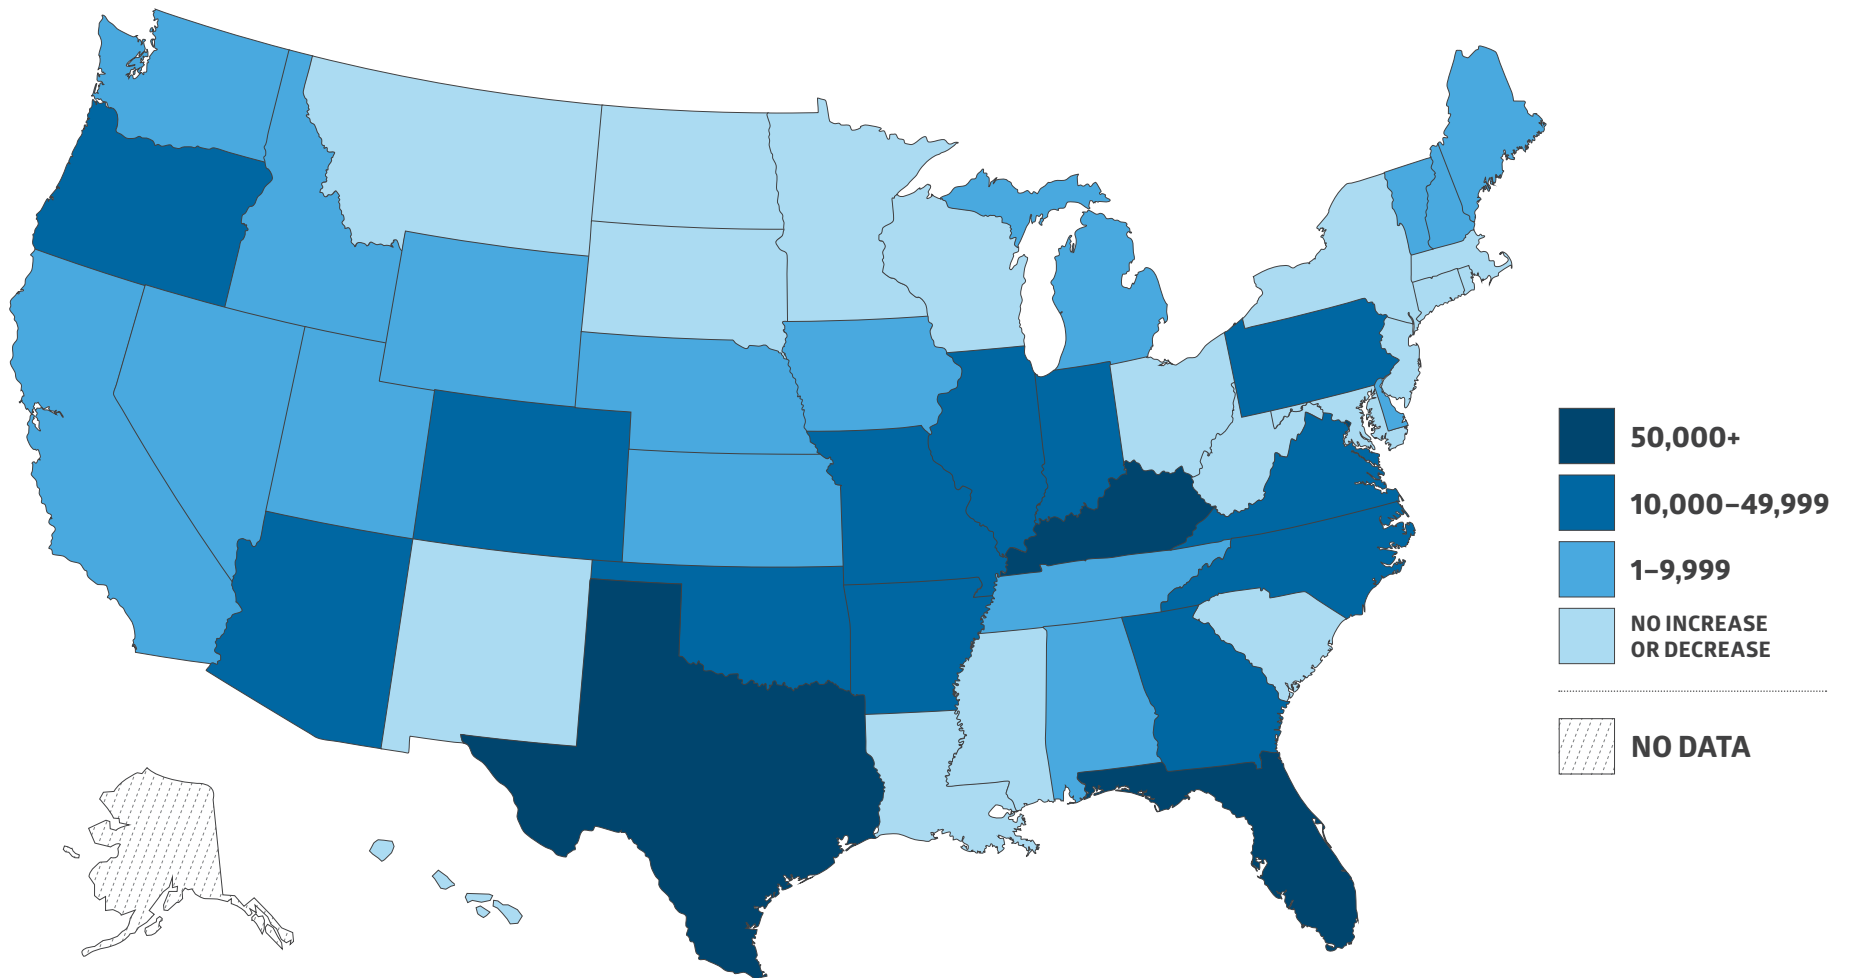 50,000+
10,000–49,999
1–9,999
NO INCREASE
OR DECREASE
NO DATA